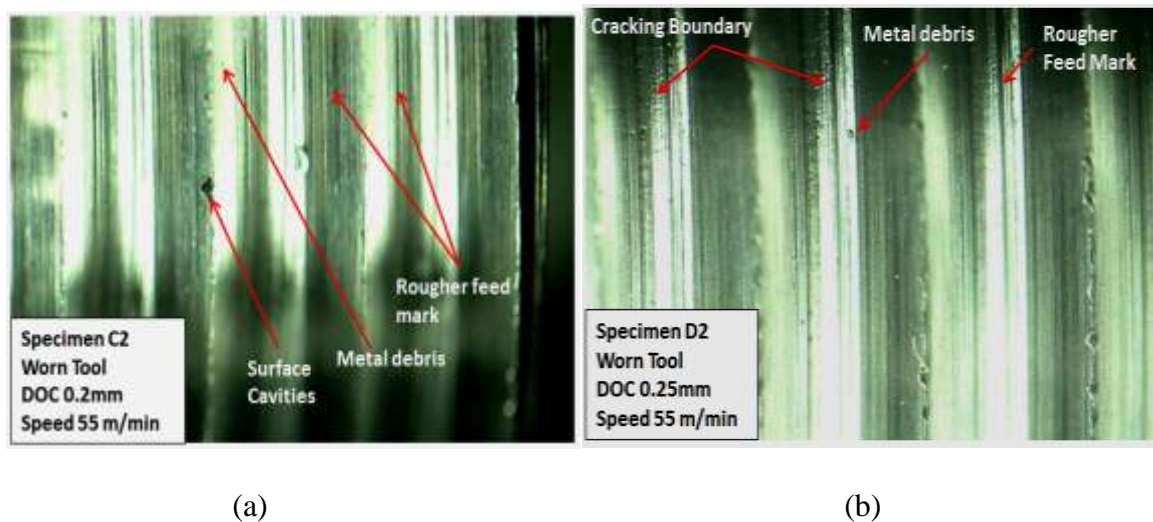 Rougher feed
mark
Metal debris
Surface
Cavities
Specimen C2
Worn Tool
DOC 0.2mm
Speed 55 m/min
(a)
Cracking Boundary
Metal debris
Rougher
Feed Mark
Specimen D2
Worn Tool
DOC 0.25mm
Speed 55 m/min
(b)